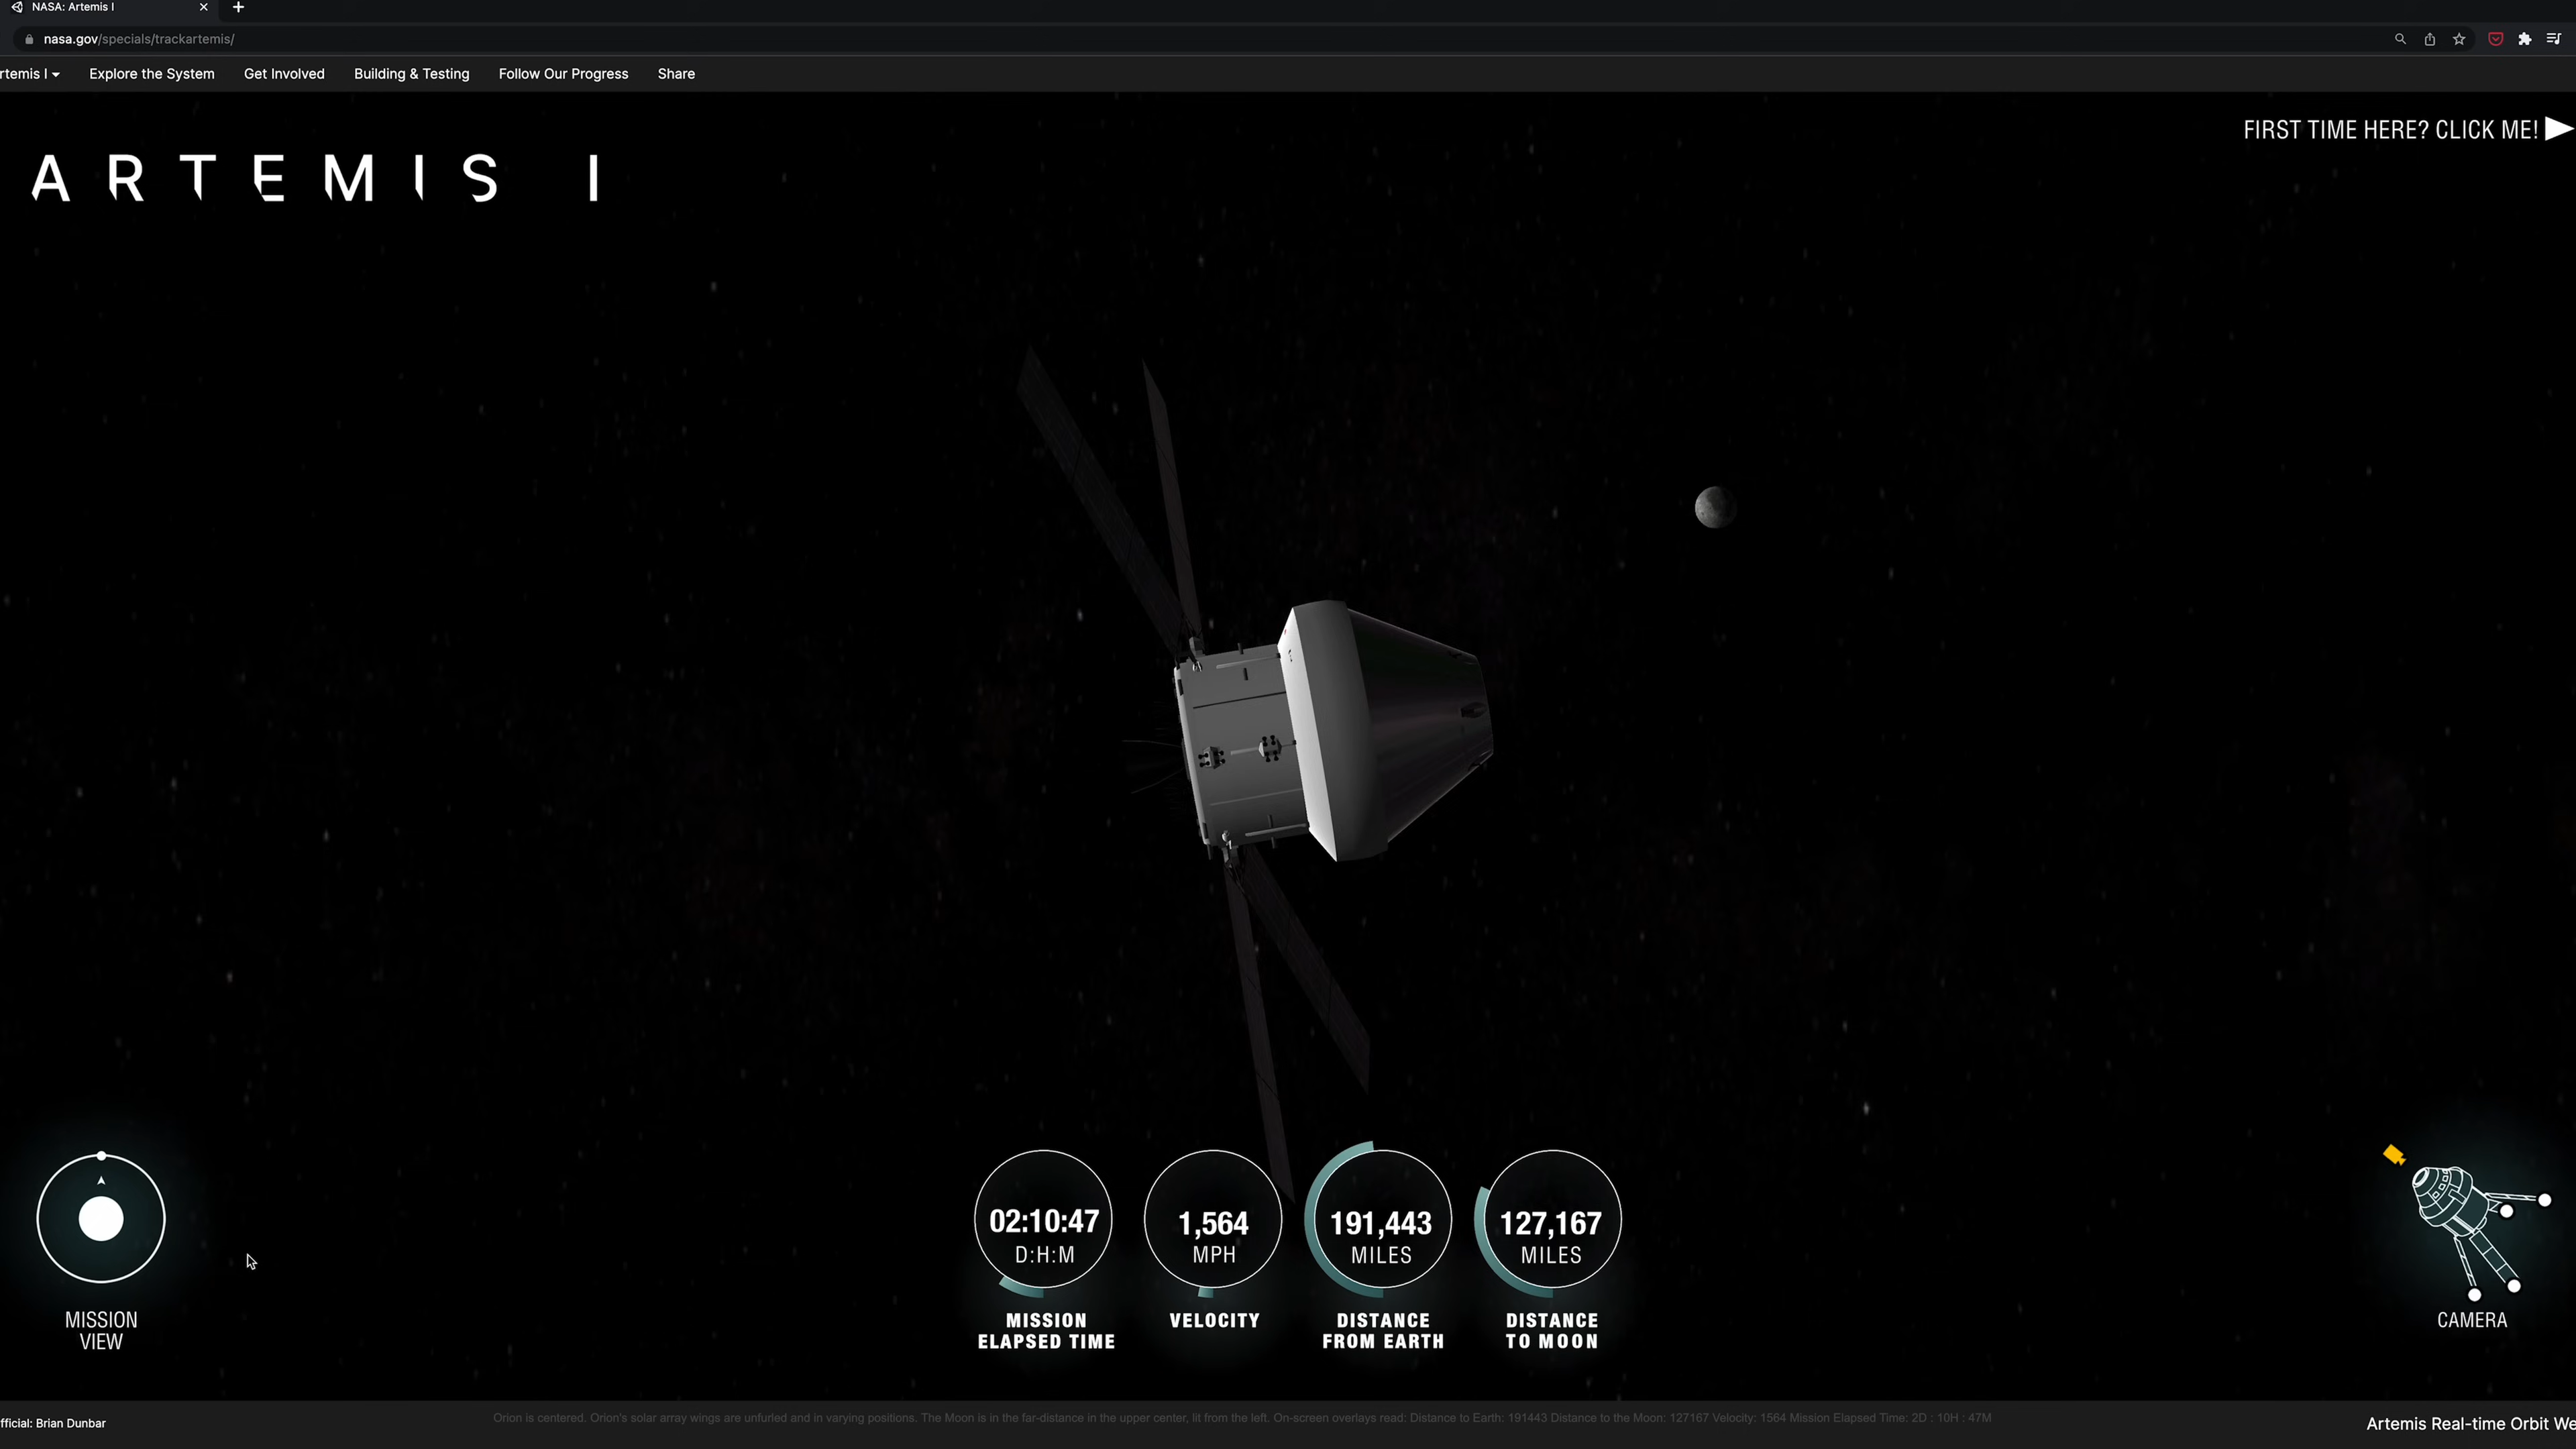 NASA: Artemis I
nasa.gov/specials/trackartemis/
rtemis I Explore the System Get Involved Building & Testing Follow Our Progress Share
FIRST TIME HERE? CLICK ME!
ARTEMIS I
02:10:47
D:H:M
MISSION
ELAPSED TIME
1,564
MPH
VELOCITY
191,443
MILES
DISTANCE
FROM EARTH
127,167
MILES
DISTANCE
TO MOON
MISSION
VIEW
CAMERA
fficial: Brian Dunbar
Orion is centered. Orion's solar array wings are unfurled and in varying positions. The Moon is in the far-distance in the upper center, lit from the left. On-screen overlays read: Distance to Earth: 191443 Distance to the Moon: 127167 Velocity: 1564 Mission Elapsed Time: 2D : 10H : 47M
Artemis Real-time Orbit We